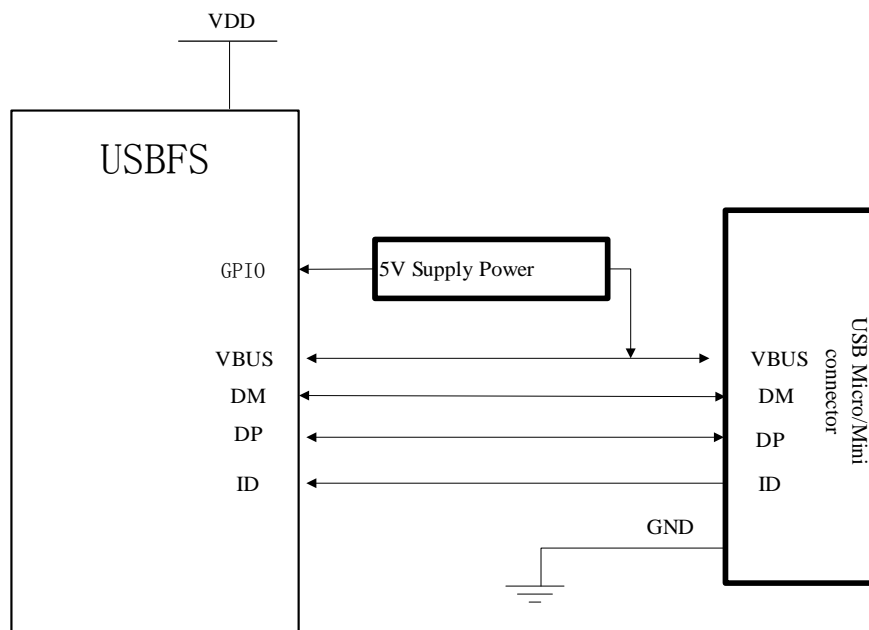 VDD
USBFS
GPIO
5V Supply Power
VBUS
VBUS
DM
DM
DP
DP
ID
ID
GND
USB Micro/Mini
connector